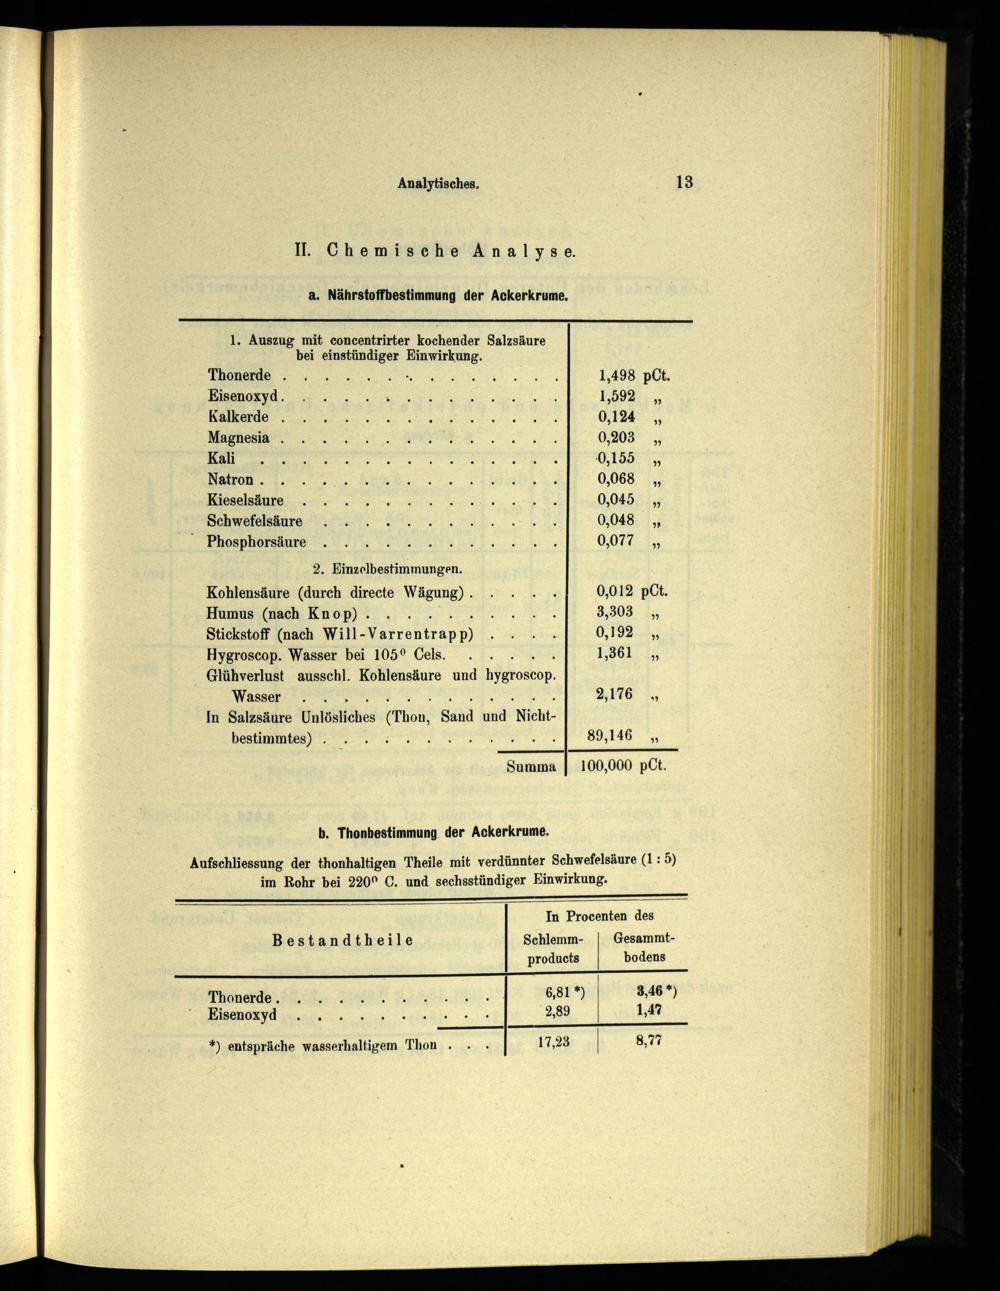 Analytisches. 13
II. Chemische Analyse.
a. Nährstoffbestimmung der Ackerkrume.
1. Auszug mit concentrirter kochender Salzsäure
bei einstündiger Einwirkung.
Thonerde . . . . . . . . . . . . . . 1,498 pCt.
Eisenoxyd . . . . . . . . . . . . . . 1,592 „
Kalkerde . . . . . . . . . . . . . . 0,124 „
Magnesia . . . . . . . . . . . . . . 0,203 „
Kali . . . . . . . . . . . . . . . 0,155 „
Natron . . . . . . . . . . . . . . . 0,068 „
Kieselsäure . . . . . . . . . . . . . 0,045 „
Schwefelsäure . . . . . . . . . . . . 0,048 „
Phosphorsäure . . . . . . . . . . . . 0,077 „
2. Einzelbestimmungen.
Kohlensäure (durch directe Wägung) . . . . . 0,012 pCt.
Humus (nach Knop) . . . . . . . . . . 3,303 „
Stickstoff (nach Will-Varrentrapp) . . . . 0,192 „
Hygroscop. Wasser bei 105° Cels. . . . . . 1,361 „
Glühverlust ausschl. Kohlensäure und hygroscop.
Wasser . . . . . . . . . . . . . 2,176 „
In Salzsäure Unlösliches (Thon, Sand und Nicht-
bestimmtes) . . . . . . . . . . . . 89,146 „
Summa 100,000 pCt.
b. Thonbestimmung der Ackerkrume.
Aufschliessung der thonhaltigen Theile mit verdünnter Schwefelsäure (1 : 5)
im Rohr bei 220° C. und sechsstündiger Einwirkung.
In Procenten des
Bestandtheile Schlemm- Gesammt-
products bodens
Thonerde . . . . . . . . . . . 6,81 *) 3,46 *)
Eisenoxyd . . . . . . . . . . 2,89 1,47
*) entspräche wasserhaltigem Thon . . . 17,23 8,77